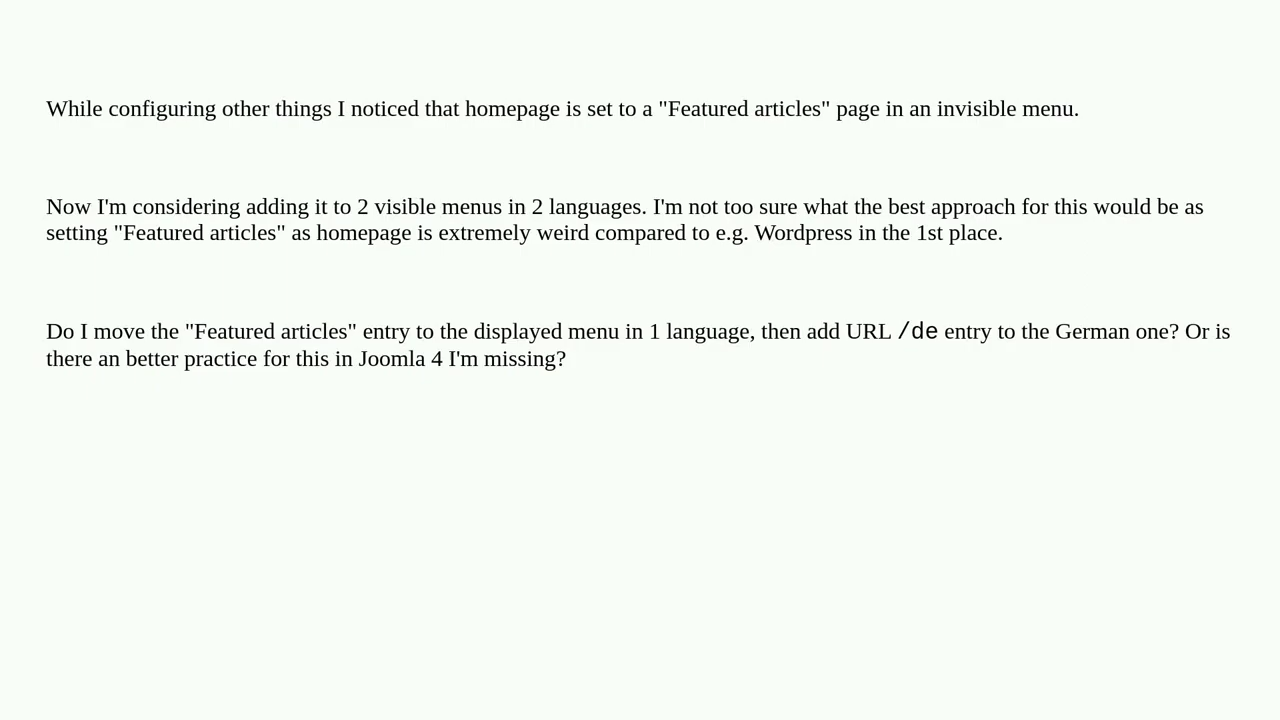 While configuring other things I noticed that homepage is set to a "Featured articles" page in an invisible menu.
Now I'm considering adding it to 2 visible menus in 2 languages. I'm not too sure what the best approach for this would be as
setting "Featured articles" as homepage is extremely weird compared to e.g. Wordpress in the 1st place.
Do I move the "Featured articles" entry to the displayed menu in 1 language, then add URL /de entry to the German one? Or is
there an better practice for this in Joomla 4 I'm missing?